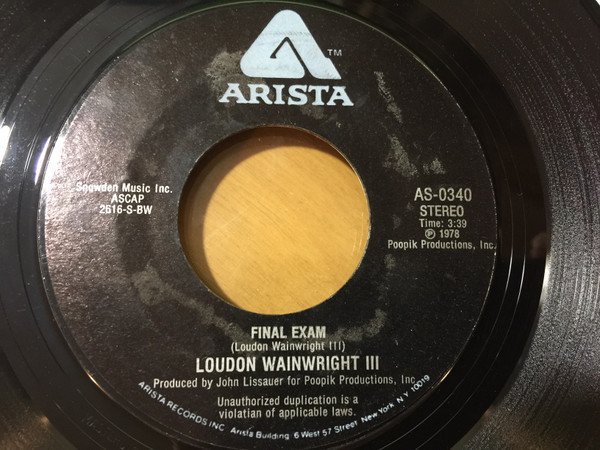 TM
ARISTA
Snowden Music Inc.
ASCAP
2616-S-BW
AS-0340
STEREO
Time: 3:39
℗ 1978
Poopik Productions, Inc.
FINAL EXAM
(Loudon Wainwright III)
LOUDON WAINWRIGHT III
Produced by John Lissauer for Poopik Productions, Inc.
Unauthorized duplication is a
violation of applicable laws.
ARISTA RECORDS INC. Arista Building 6 West 57 Street New York, N.Y. 10019